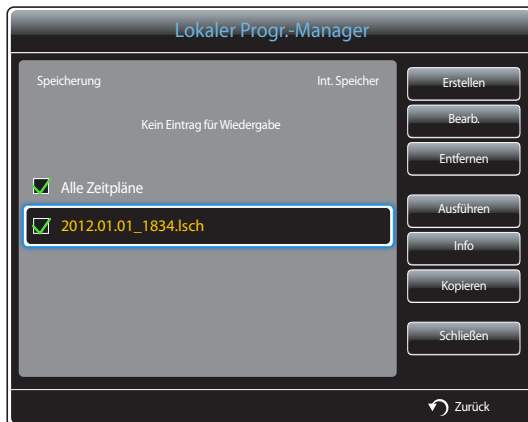 Lokaler Progr.-Manager
Speicherung Int. Speicher
Kein Eintrag für Wiedergabe
Alle Zeitpläne
2012.01.01_1834.lsch
Erstellen
Bearb.
Entfernen
Ausführen
Info
Kopieren
Schließen
Zurück